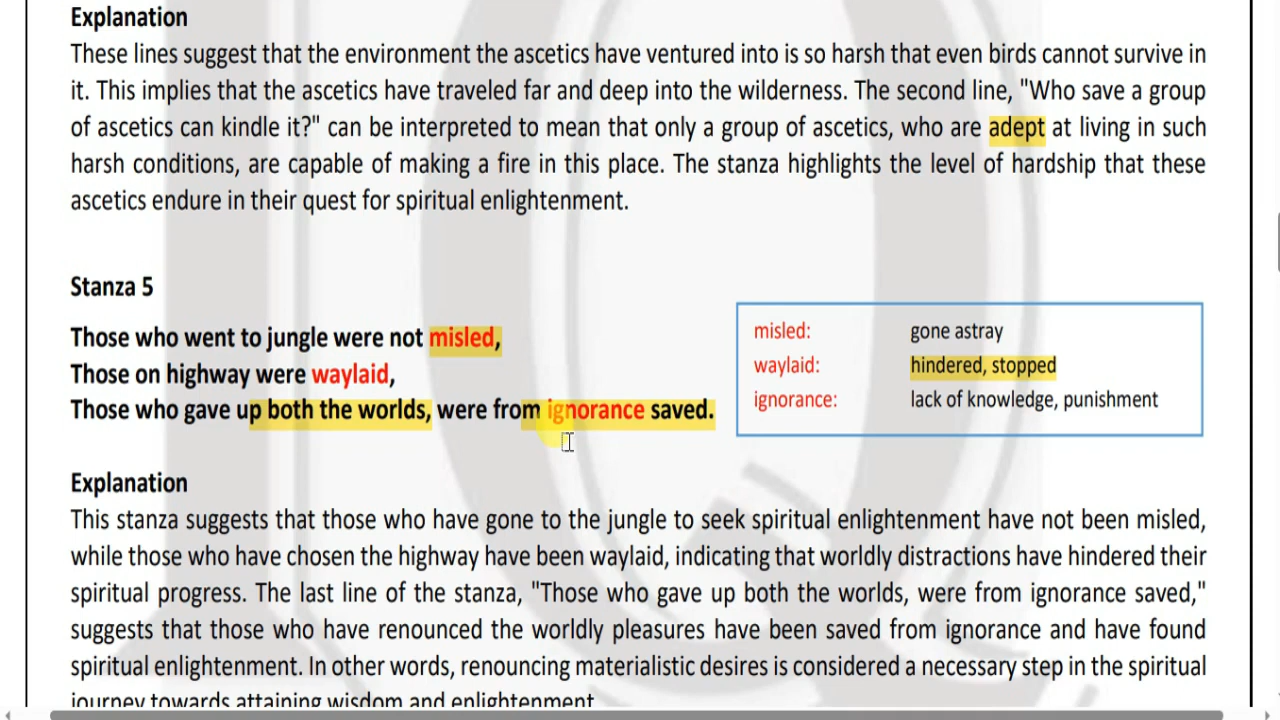 Explanation
These lines suggest that the environment the ascetics have ventured into is so harsh that even birds cannot survive in
it. This implies that the ascetics have traveled far and deep into the wilderness. The second line, "Who save a group
of ascetics can kindle it?" can be interpreted to mean that only a group of ascetics, who are adept at living in such
harsh conditions, are capable of making a fire in this place. The stanza highlights the level of hardship that these
ascetics endure in their quest for spiritual enlightenment.
Stanza 5
Those who went to jungle were not misled,
Those on highway were waylaid,
Those who gave up both the worlds, were from ignorance saved.
misled: gone astray
waylaid: hindered, stopped
ignorance: lack of knowledge, punishment
Explanation
This stanza suggests that those who have gone to the jungle to seek spiritual enlightenment have not been misled,
while those who have chosen the highway have been waylaid, indicating that worldly distractions have hindered their
spiritual progress. The last line of the stanza, "Those who gave up both the worlds, were from ignorance saved,"
suggests that those who have renounced the worldly pleasures have been saved from ignorance and have found
spiritual enlightenment. In other words, renouncing materialistic desires is considered a necessary step in the spiritual
journey towards attaining wisdom and enlightenment